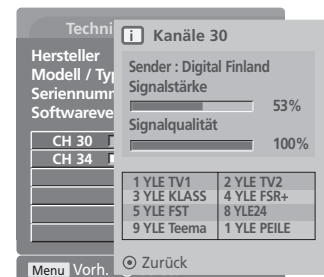 Techni
Hersteller
Modell / Typ
Seriennumm
Softwareve
CH 30
CH 34
Menu Vorh.
i Kanäle 30
Sender : Digital Finland
Signalstärke
53%
Signalqualität
100%
1 YLE TV1 2 YLE TV2
3 YLE KLASS 4 YLE FSR+
5 YLE FST 8 YLE24
9 YLE Teema 1 YLE PEILE
Zurück